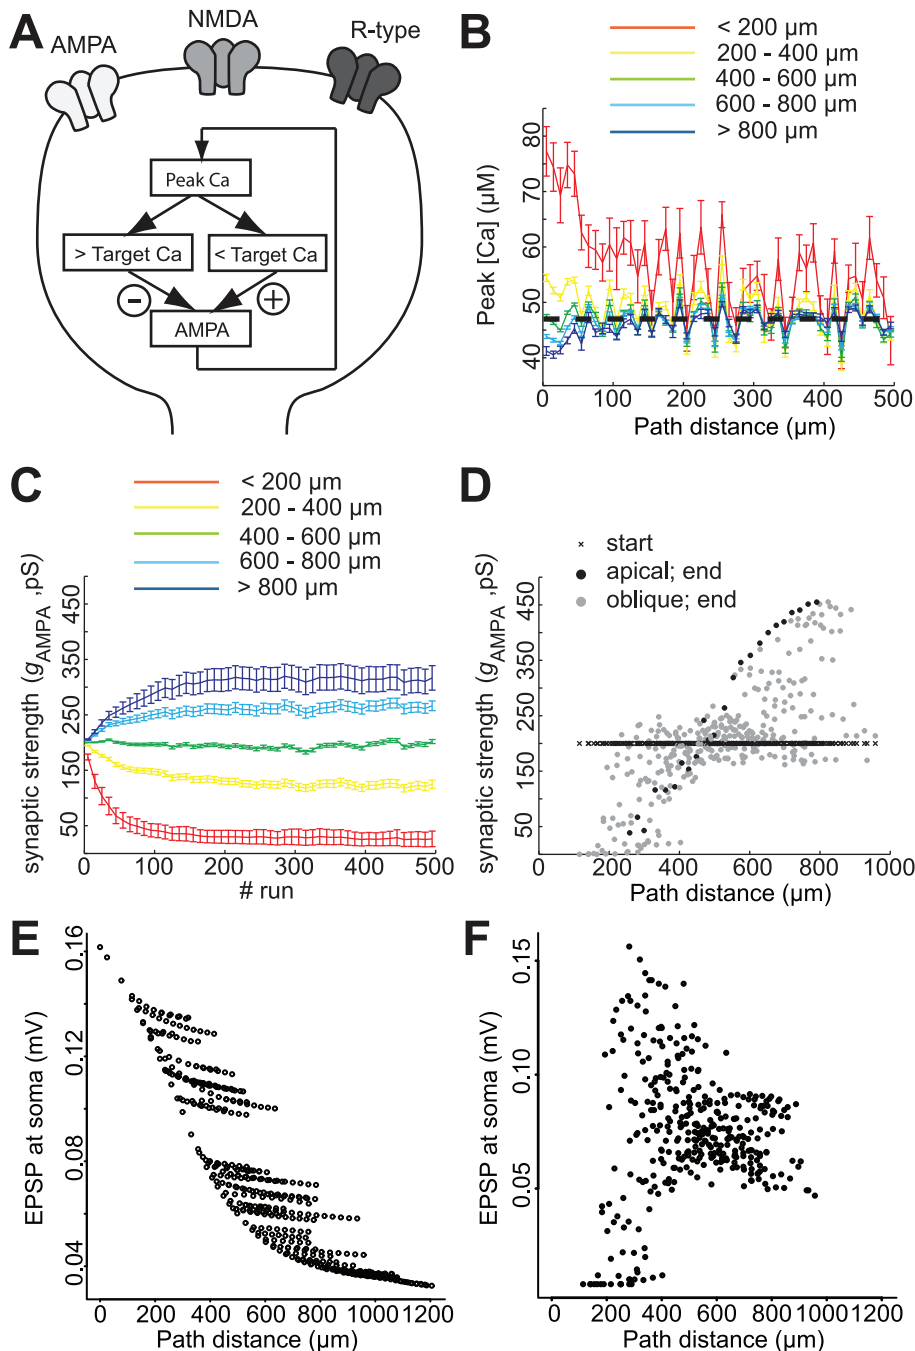 A
AMPA
NMDA
R-type
Peak Ca
> Target Ca
< Target Ca
−
+
AMPA
B
< 200 µm
200 - 400 µm
400 - 600 µm
600 - 800 µm
> 800 µm
Peak [Ca] (µM)
80
70
60
50
40
0
100
200
300
400
500
Path distance (µm)
C
< 200 µm
200 - 400 µm
400 - 600 µm
600 - 800 µm
> 800 µm
synaptic strength (gAMPA ,pS)
450
350
250
150
50
0
100
200
300
400
500
# run
D
× start
apical; end
oblique; end
synaptic strength (gAMPA ,pS)
450
350
250
150
50
0
200
400
600
800
1000
Path distance (µm)
E
EPSP at soma (mV)
0.16
0.12
0.08
0.04
0
200
400
600
800
1000
1200
Path distance (µm)
F
EPSP at soma (mV)
0.15
0.10
0.05
0
200
400
600
800
1000
1200
Path distance (µm)